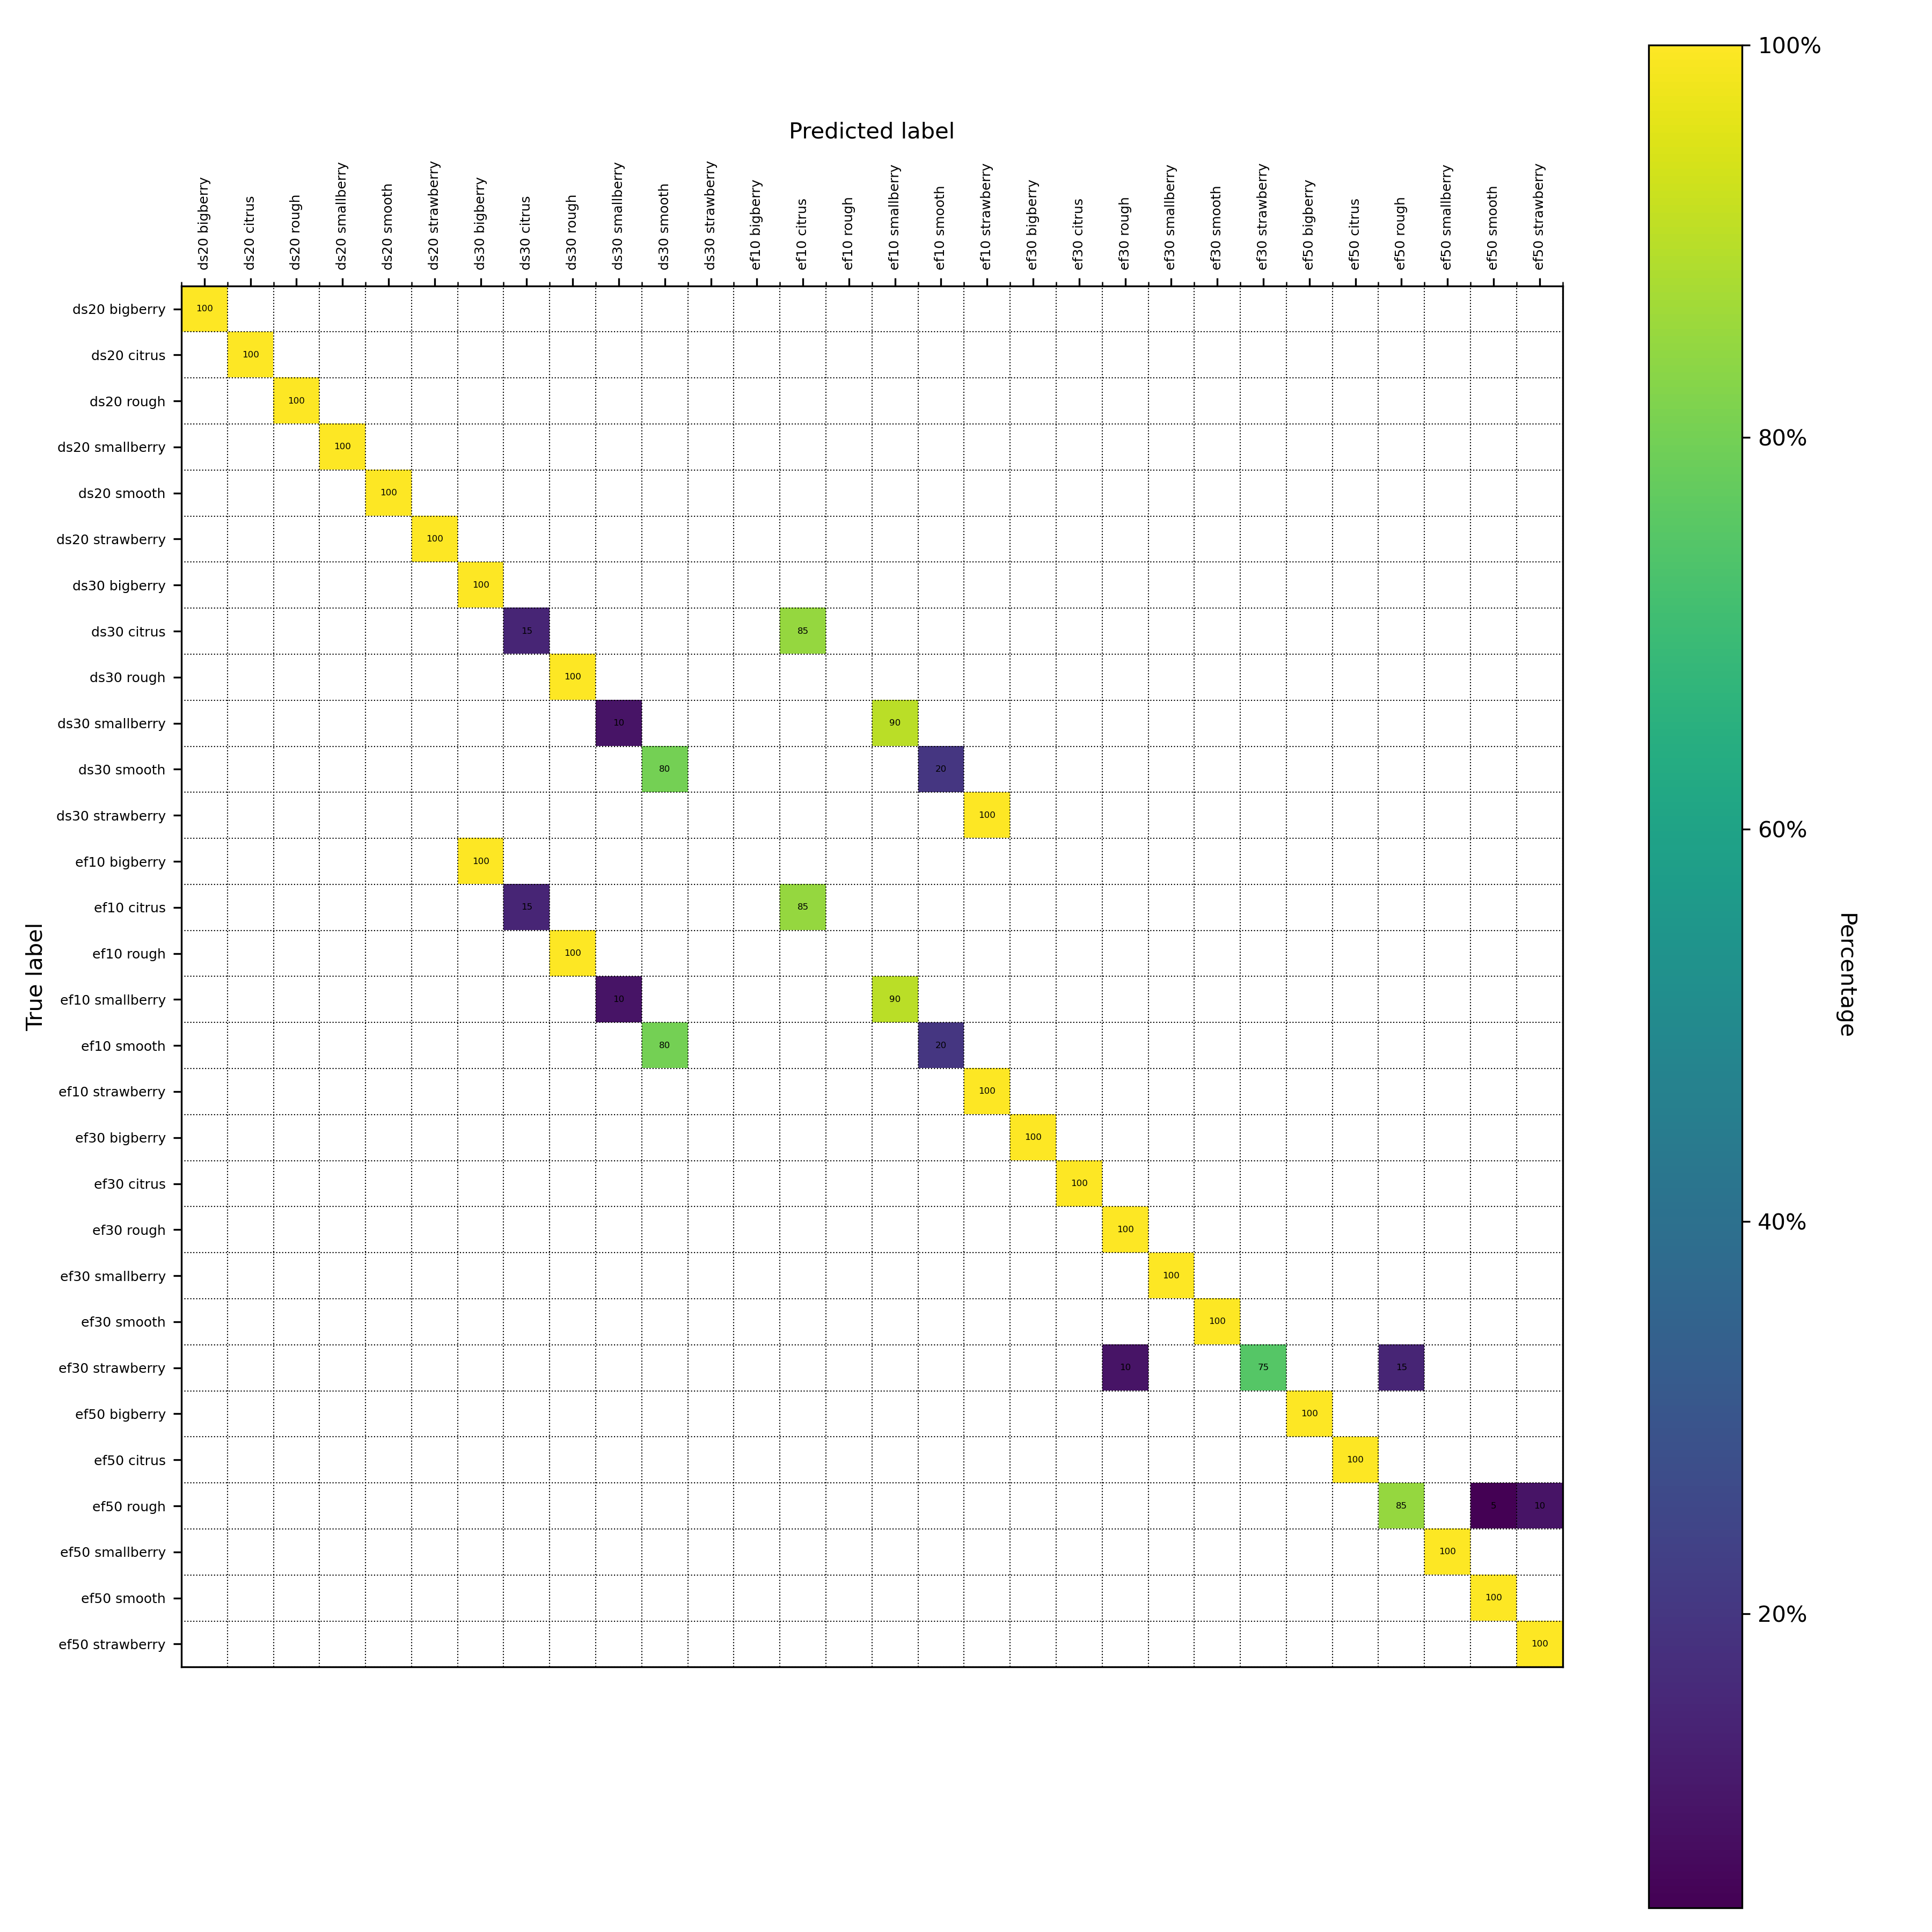 Predicted label
ds20 bigberry
ds20 citrus
ds20 rough
ds20 smallberry
ds20 smooth
ds20 strawberry
ds30 bigberry
ds30 citrus
ds30 rough
ds30 smallberry
ds30 smooth
ds30 strawberry
ef10 bigberry
ef10 citrus
ef10 rough
ef10 smallberry
ef10 smooth
ef10 strawberry
ef30 bigberry
ef30 citrus
ef30 rough
ef30 smallberry
ef30 smooth
ef30 strawberry
ef50 bigberry
ef50 citrus
ef50 rough
ef50 smallberry
ef50 smooth
ef50 strawberry
True label
ds20 bigberry 100
ds20 citrus 100
ds20 rough 100
ds20 smallberry 100
ds20 smooth 100
ds20 strawberry 100
ds30 bigberry 100
ds30 citrus 15 85
ds30 rough 100
ds30 smallberry 10 90
ds30 smooth 80 20
ds30 strawberry 100
ef10 bigberry 100
ef10 citrus 15 85
ef10 rough 100
ef10 smallberry 10 90
ef10 smooth 80 20
ef10 strawberry 100
ef30 bigberry 100
ef30 citrus 100
ef30 rough 100
ef30 smallberry 100
ef30 smooth 100
ef30 strawberry 10 75 15
ef50 bigberry 100
ef50 citrus 100
ef50 rough 85 5 10
ef50 smallberry 100
ef50 smooth 100
ef50 strawberry 100
100%
80%
60%
40%
20%
Percentage